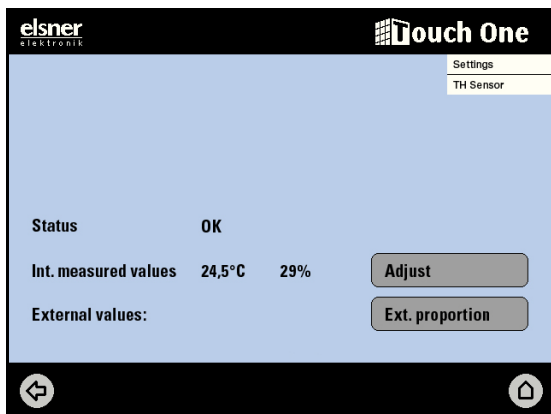 elsner
elektronik
Touch One
Settings
TH Sensor
Status OK
Int. measured values 24,5°C 29% Adjust
External values: Ext. proportion